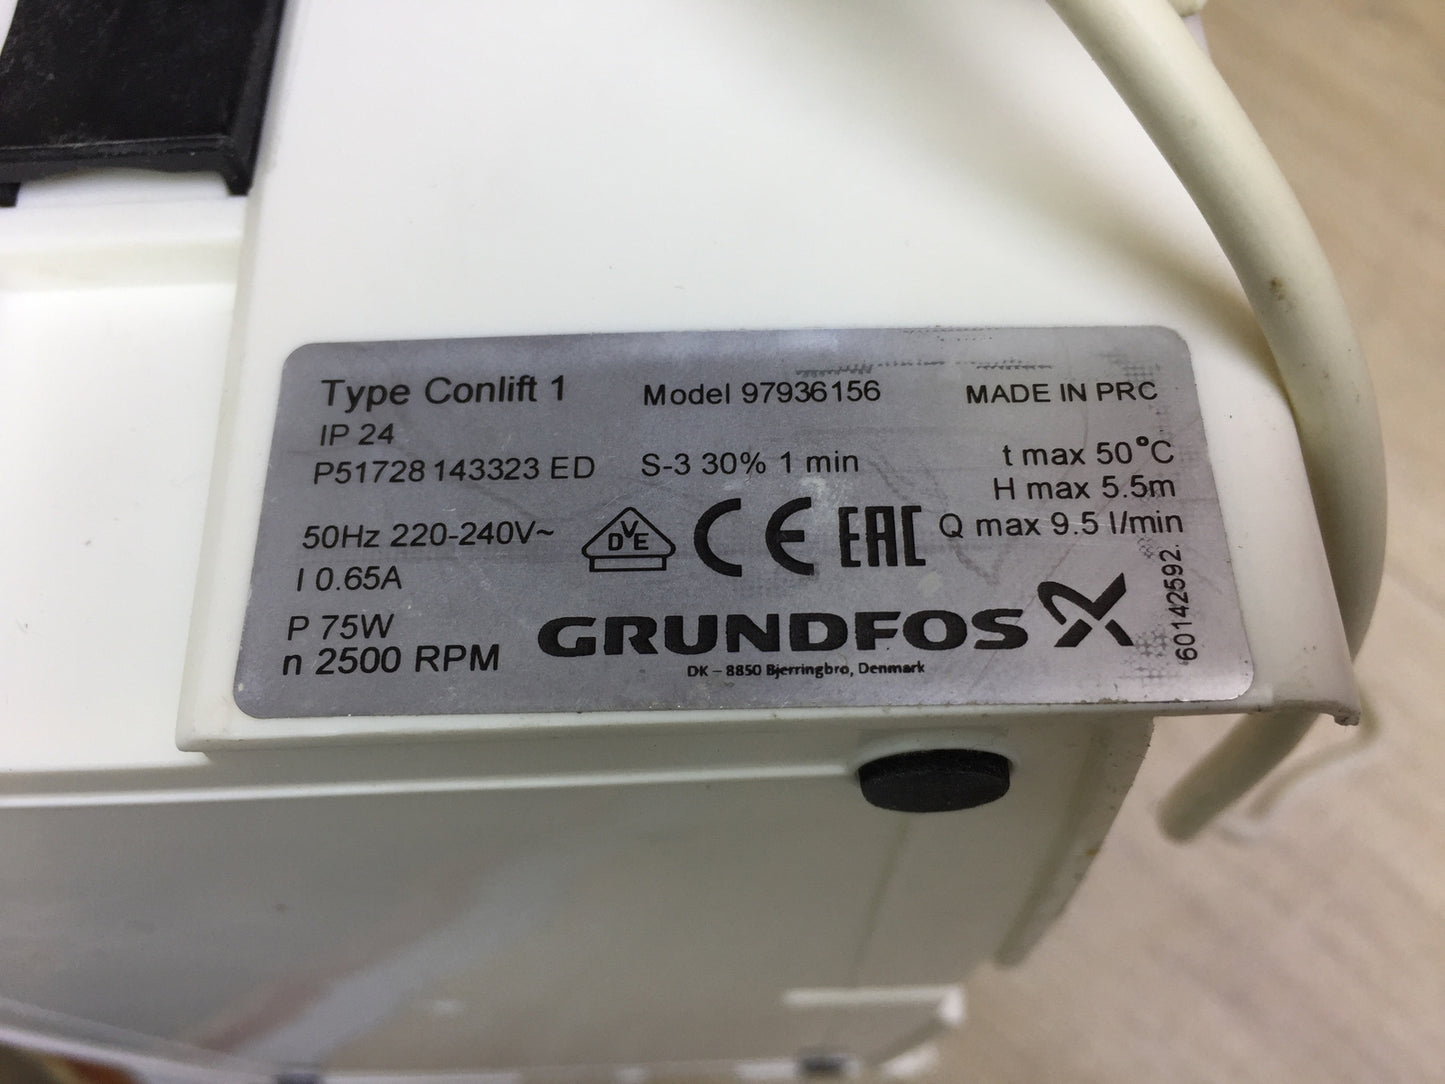 Type Conlift 1 Model 97936156 MADE IN PRC
IP 24
P51728 143323 ED S-3 30% 1 min t max 50°C
H max 5.5m
50Hz 220-240V~ DVE CE EAC Q max 9.5 l/min
I 0.65A
P 75W
n 2500 RPM
GRUNDFOS
DK – 8850 Bjerringbro, Denmark
60142592.